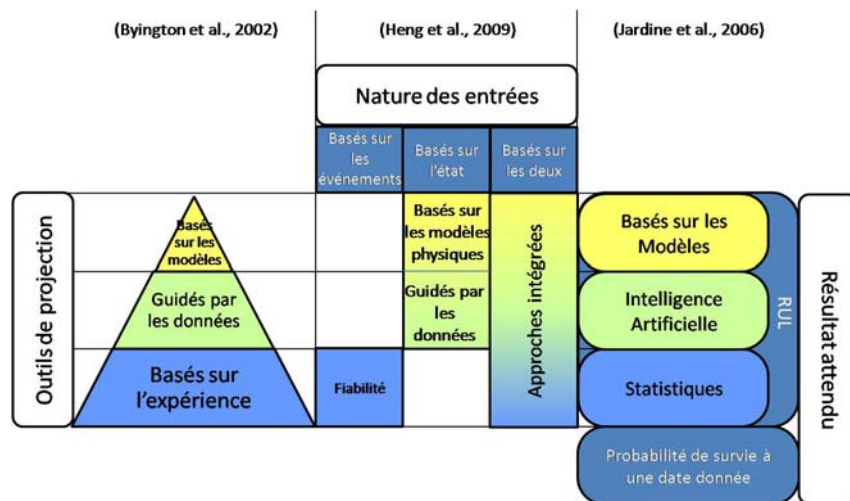 (Byington et al., 2002)
(Heng et al., 2009)
(Jardine et al., 2006)
Nature des entrées
Basés sur
les
événements
Basés sur
l'état
Basés sur
les deux
Outils de projection
Basés
sur les
modèles
Guidés par
les données
Basés sur
l'expérience
Basés sur
les modèles
physiques
Guidés par
les
données
Fiabilité
Approches intégrées
Basés sur les
Modèles
Intelligence
Artificielle
Statistiques
RUL
Probabilité de survie à
une date donnée
Résultat attendu